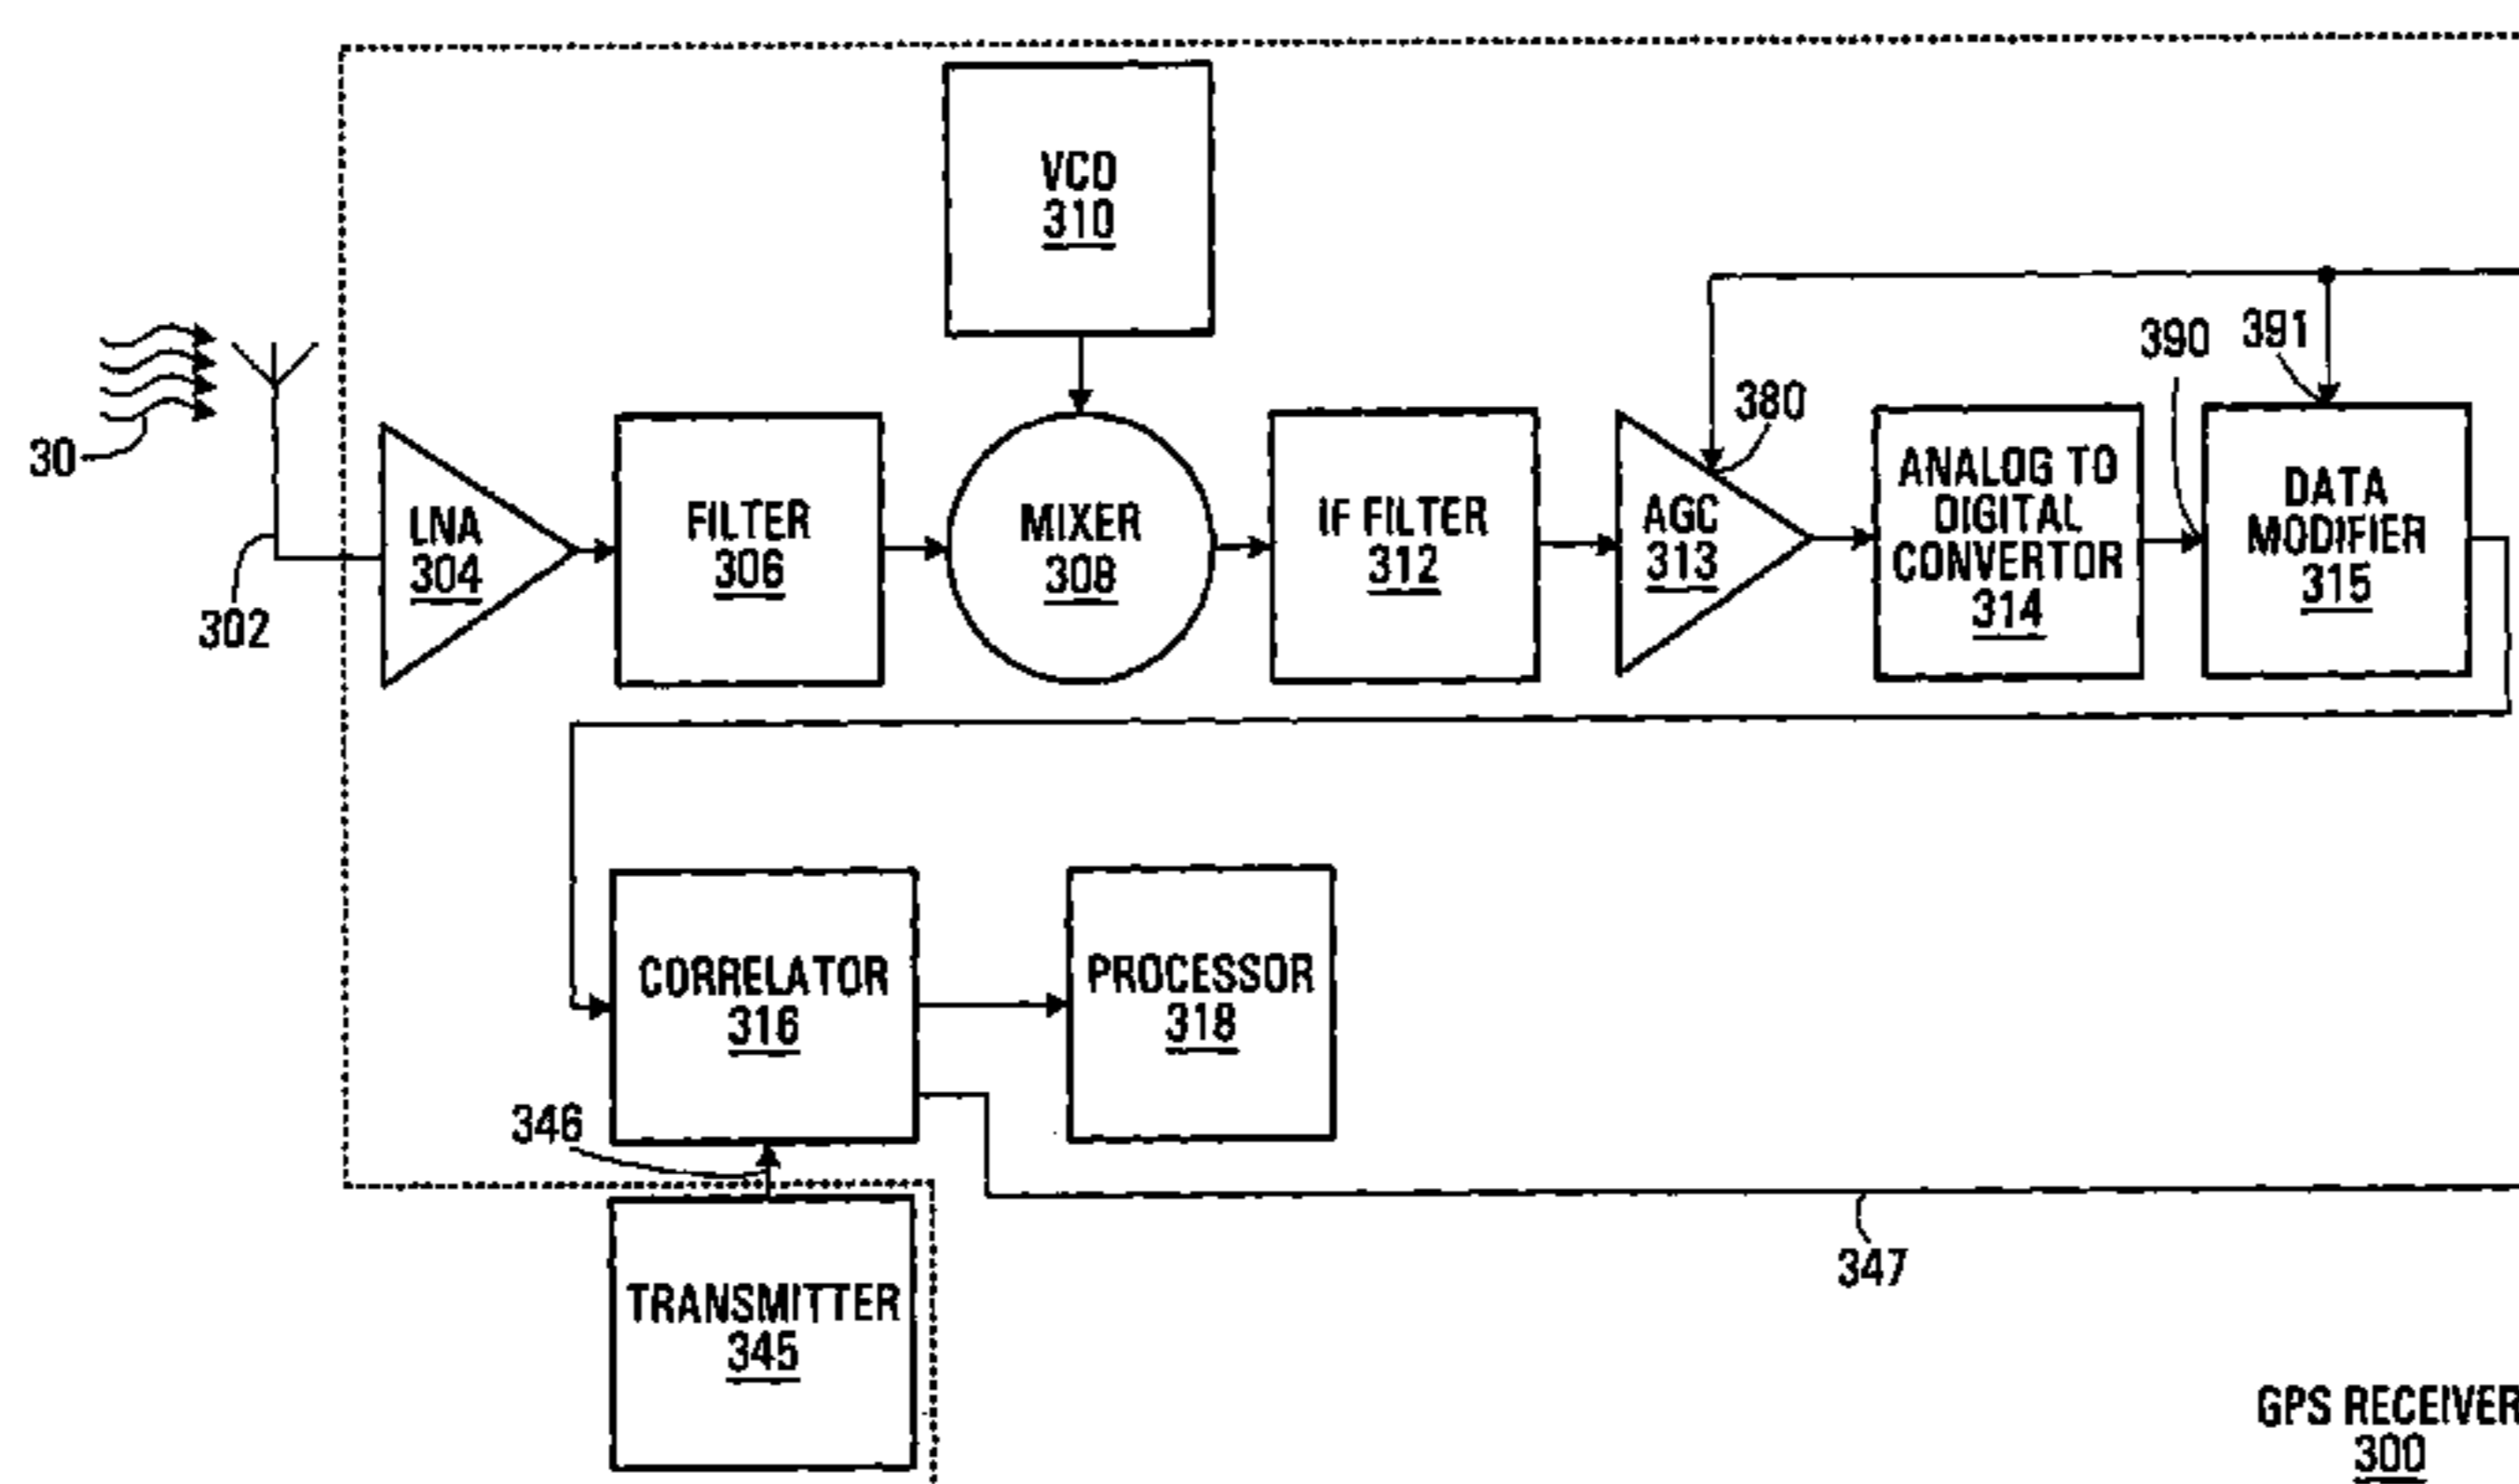 VCO
310
391
390
380
30
LNA
304
FILTER
306
MIXER
308
IF FILTER
312
AGC
313
ANALOG TO
DIGITAL
CONVERTOR
314
DATA
MODIFIER
315
302
CORRELATOR
316
PROCESSOR
318
346
347
TRANSMITTER
345
GPS RECEIVER
300